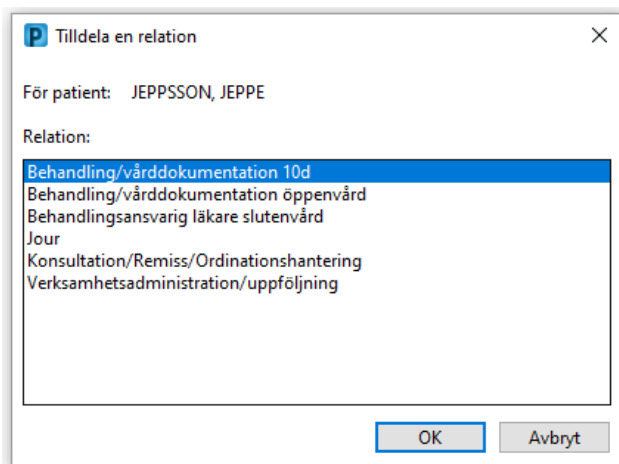 P Tilldela en relation
För patient: JEPPSSON, JEPPE
Relation:
Behandling/vårddokumentation 10d
Behandling/vårddokumentation öppenvård
Behandlingsansvarig läkare slutenvård
Jour
Konsultation/Remiss/Ordinationshantering
Verksamhetsadministration/uppföljning
OK Avbryt